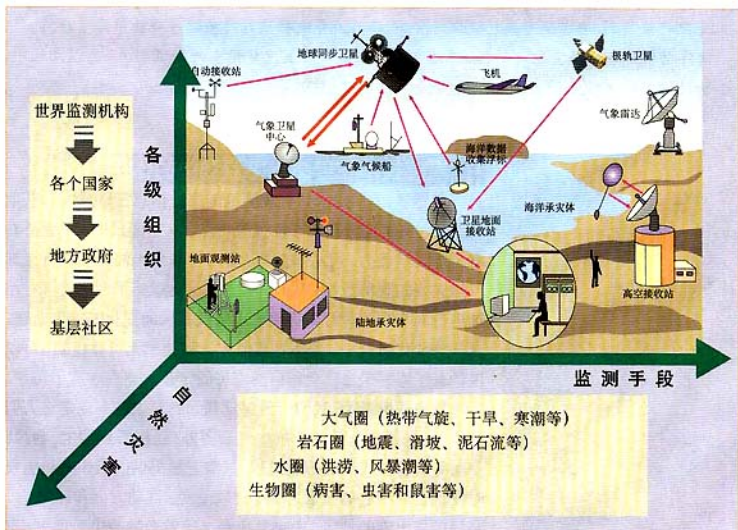 地球同步卫星
极轨卫星
自动接收站
飞机
世界监测机构
气象雷达
气象卫星
中心
气象气候船
海洋数据
收集浮标
各级组织
各个国家
海洋承灾体
卫星地面
接收站
地方政府
地面观测站
高空接收站
基层社区
陆地承灾体
监测手段
自然灾害
大气圈（热带气旋、干旱、寒潮等）
岩石圈（地震、滑坡、泥石流等）
水圈（洪涝、风暴潮等）
生物圈（病害、虫害和鼠害等）